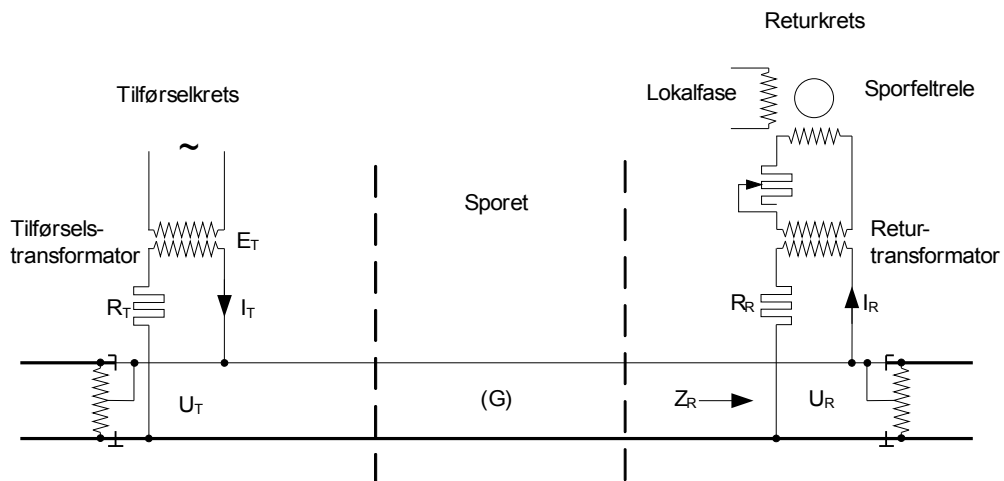 Returkrets
Tilførselkrets
Lokalfase
Sporfeltrele
~
Sporet
Tilførsels-
transformator
E_T
Retur-
transformator
R_T
I_T
R_R
I_R
U_T
(G)
Z_R
U_R